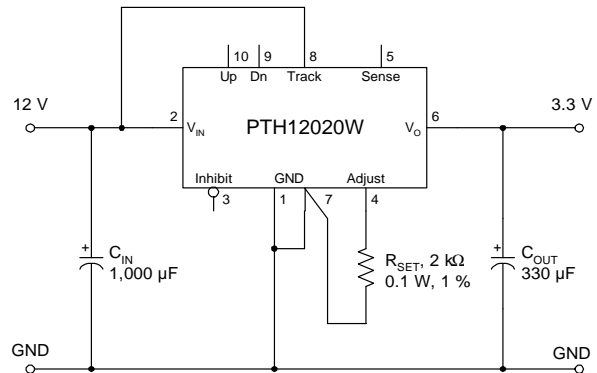 10 9 8 5
Up Dn Track Sense
12 V 3.3 V
2 6
V_IN PTH12020W V_O
Inhibit GND Adjust
3 1 7 4
+ C_IN
1,000 µF
R_SET, 2 kΩ
0.1 W, 1 %
+ C_OUT
330 µF
GND GND